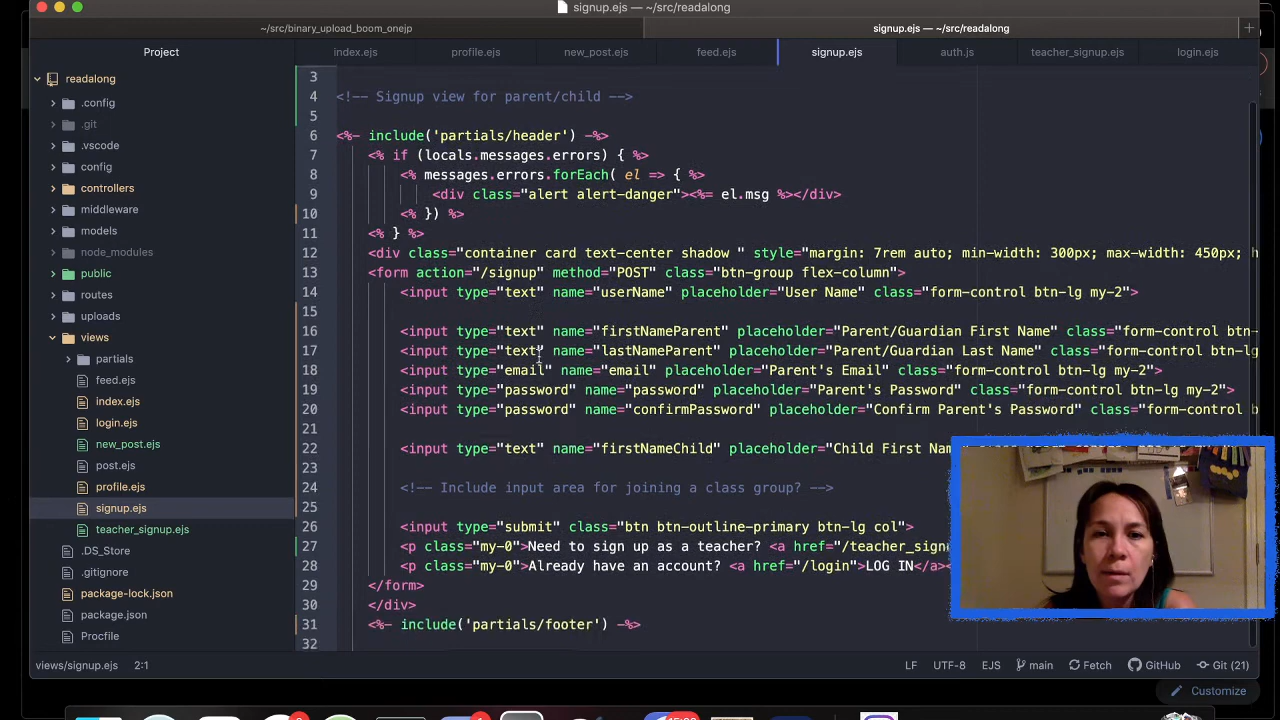 signup.ejs — ~/src/readalong
~/src/binary_upload_boom_onejp
signup.ejs — ~/src/readalong
Project
index.ejs
profile.ejs
new_post.ejs
feed.ejs
signup.ejs
auth.js
teacher_signup.ejs
login.ejs
readalong
.config
.git
.vscode
config
controllers
middleware
models
node_modules
public
routes
uploads
views
partials
feed.ejs
index.ejs
login.ejs
new_post.ejs
post.ejs
profile.ejs
signup.ejs
teacher_signup.ejs
.DS_Store
.gitignore
package-lock.json
package.json
Procfile
3
4 <!-- Signup view for parent/child -->
5
6 <%- include('partials/header') -%>
7 <% if (locals.messages.errors) { %>
8 <% messages.errors.forEach( el => { %>
9 <div class="alert alert-danger"><%= el.msg %></div>
10 <% }) %>
11 <% } %>
12 <div class="container card text-center shadow " style="margin: 7rem auto; min-width: 300px; max-width: 450px; h
13 <form action="/signup" method="POST" class="btn-group flex-column">
14 <input type="text" name="userName" placeholder="User Name" class="form-control btn-lg my-2">
15
16 <input type="text" name="firstNameParent" placeholder="Parent/Guardian First Name" class="form-control btn-
17 <input type="text" name="lastNameParent" placeholder="Parent/Guardian Last Name" class="form-control btn-lg
18 <input type="email" name="email" placeholder="Parent's Email" class="form-control btn-lg my-2">
19 <input type="password" name="password" placeholder="Parent's Password" class="form-control btn-lg my-2">
20 <input type="password" name="confirmPassword" placeholder="Confirm Parent's Password" class="form-control b
21
22 <input type="text" name="firstNameChild" placeholder="Child First Na
23
24 <!-- Include input area for joining a class group? -->
25
26 <input type="submit" class="btn btn-outline-primary btn-lg col">
27 <p class="my-0">Need to sign up as a teacher? <a href="/teacher_sign
28 <p class="my-0">Already have an account? <a href="/login">LOG IN</a>
29 </form>
30 </div>
31 <%- include('partials/footer') -%>
32
views/signup.ejs 2:1
LF UTF-8 EJS main Fetch GitHub Git (21)
Customize